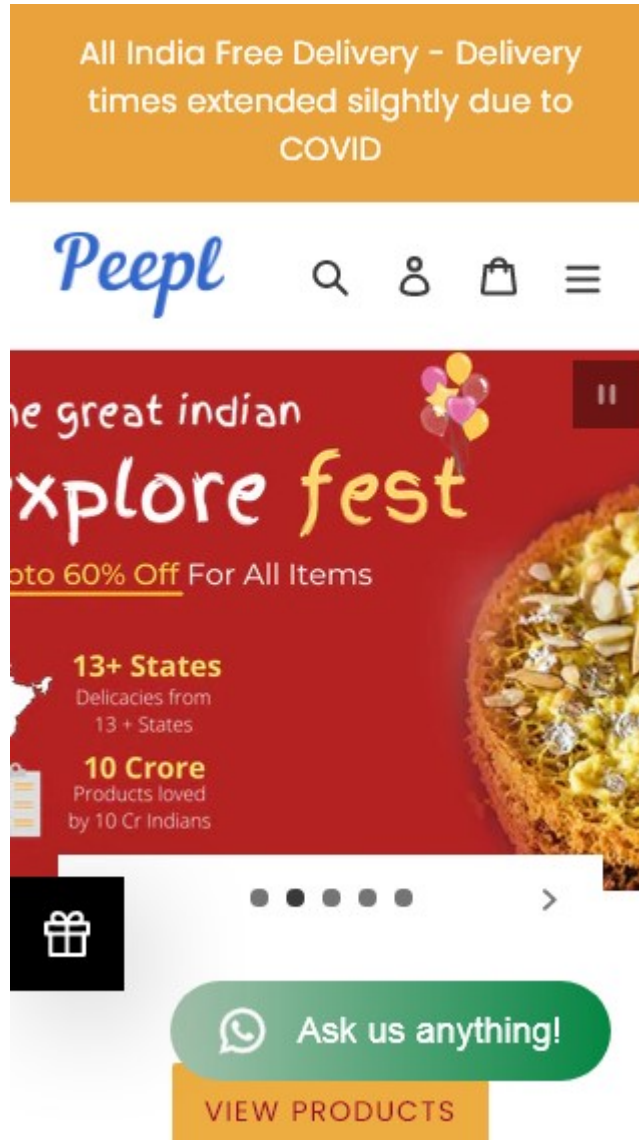 All India Free Delivery - Delivery
times extended silghtly due to
COVID
Peepl
great indian
fest
60% Off For All Items
13+ States
Delicacies from
13 + States
10 Crore
Products loved
by 10 Cr Indians
Ask us anything!
VIEW PRODUCTS